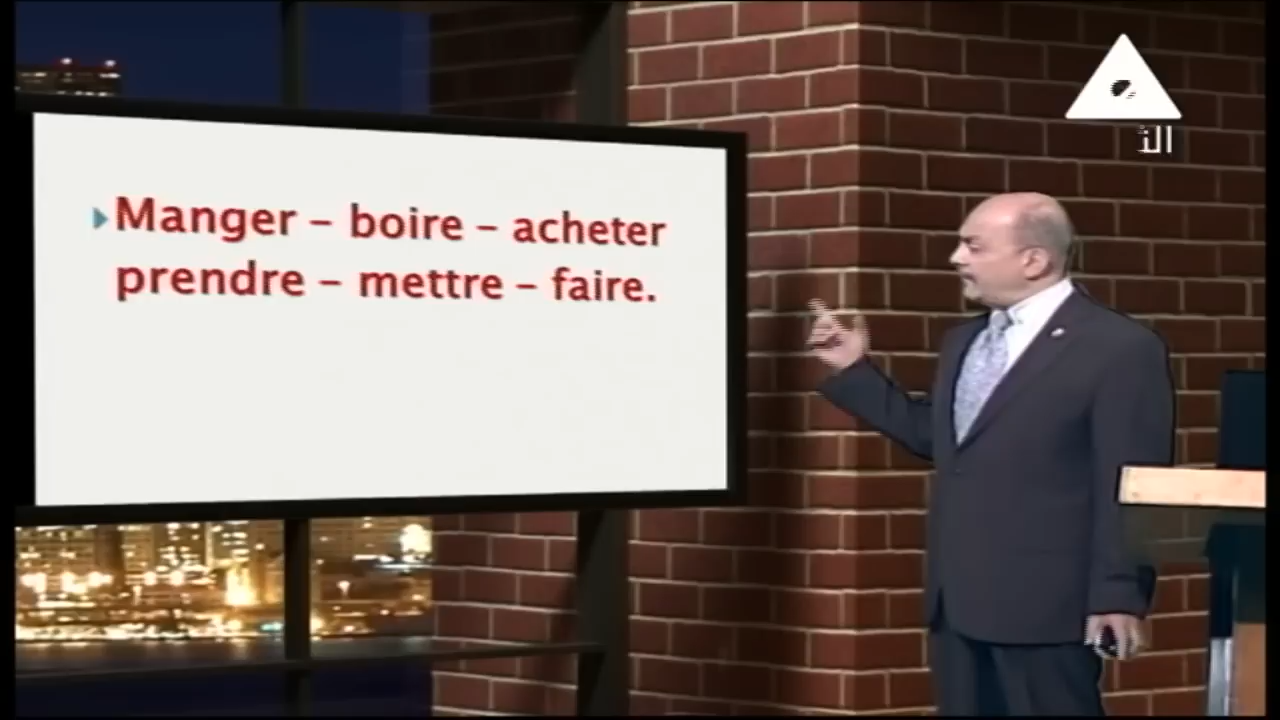 Manger – boire – acheter
prendre – mettre – faire.